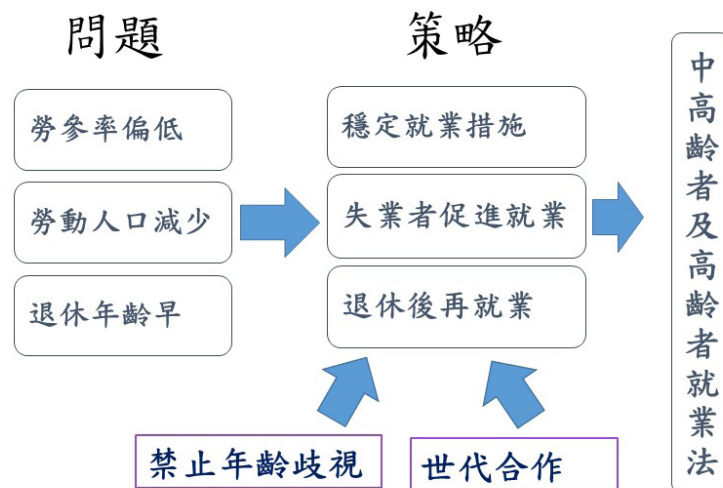 問題
策略
勞參率偏低
勞動人口減少
退休年齡早
穩定就業措施
失業者促進就業
退休後再就業
禁止年齡歧視
世代合作
中高齡者及高齡者就業法